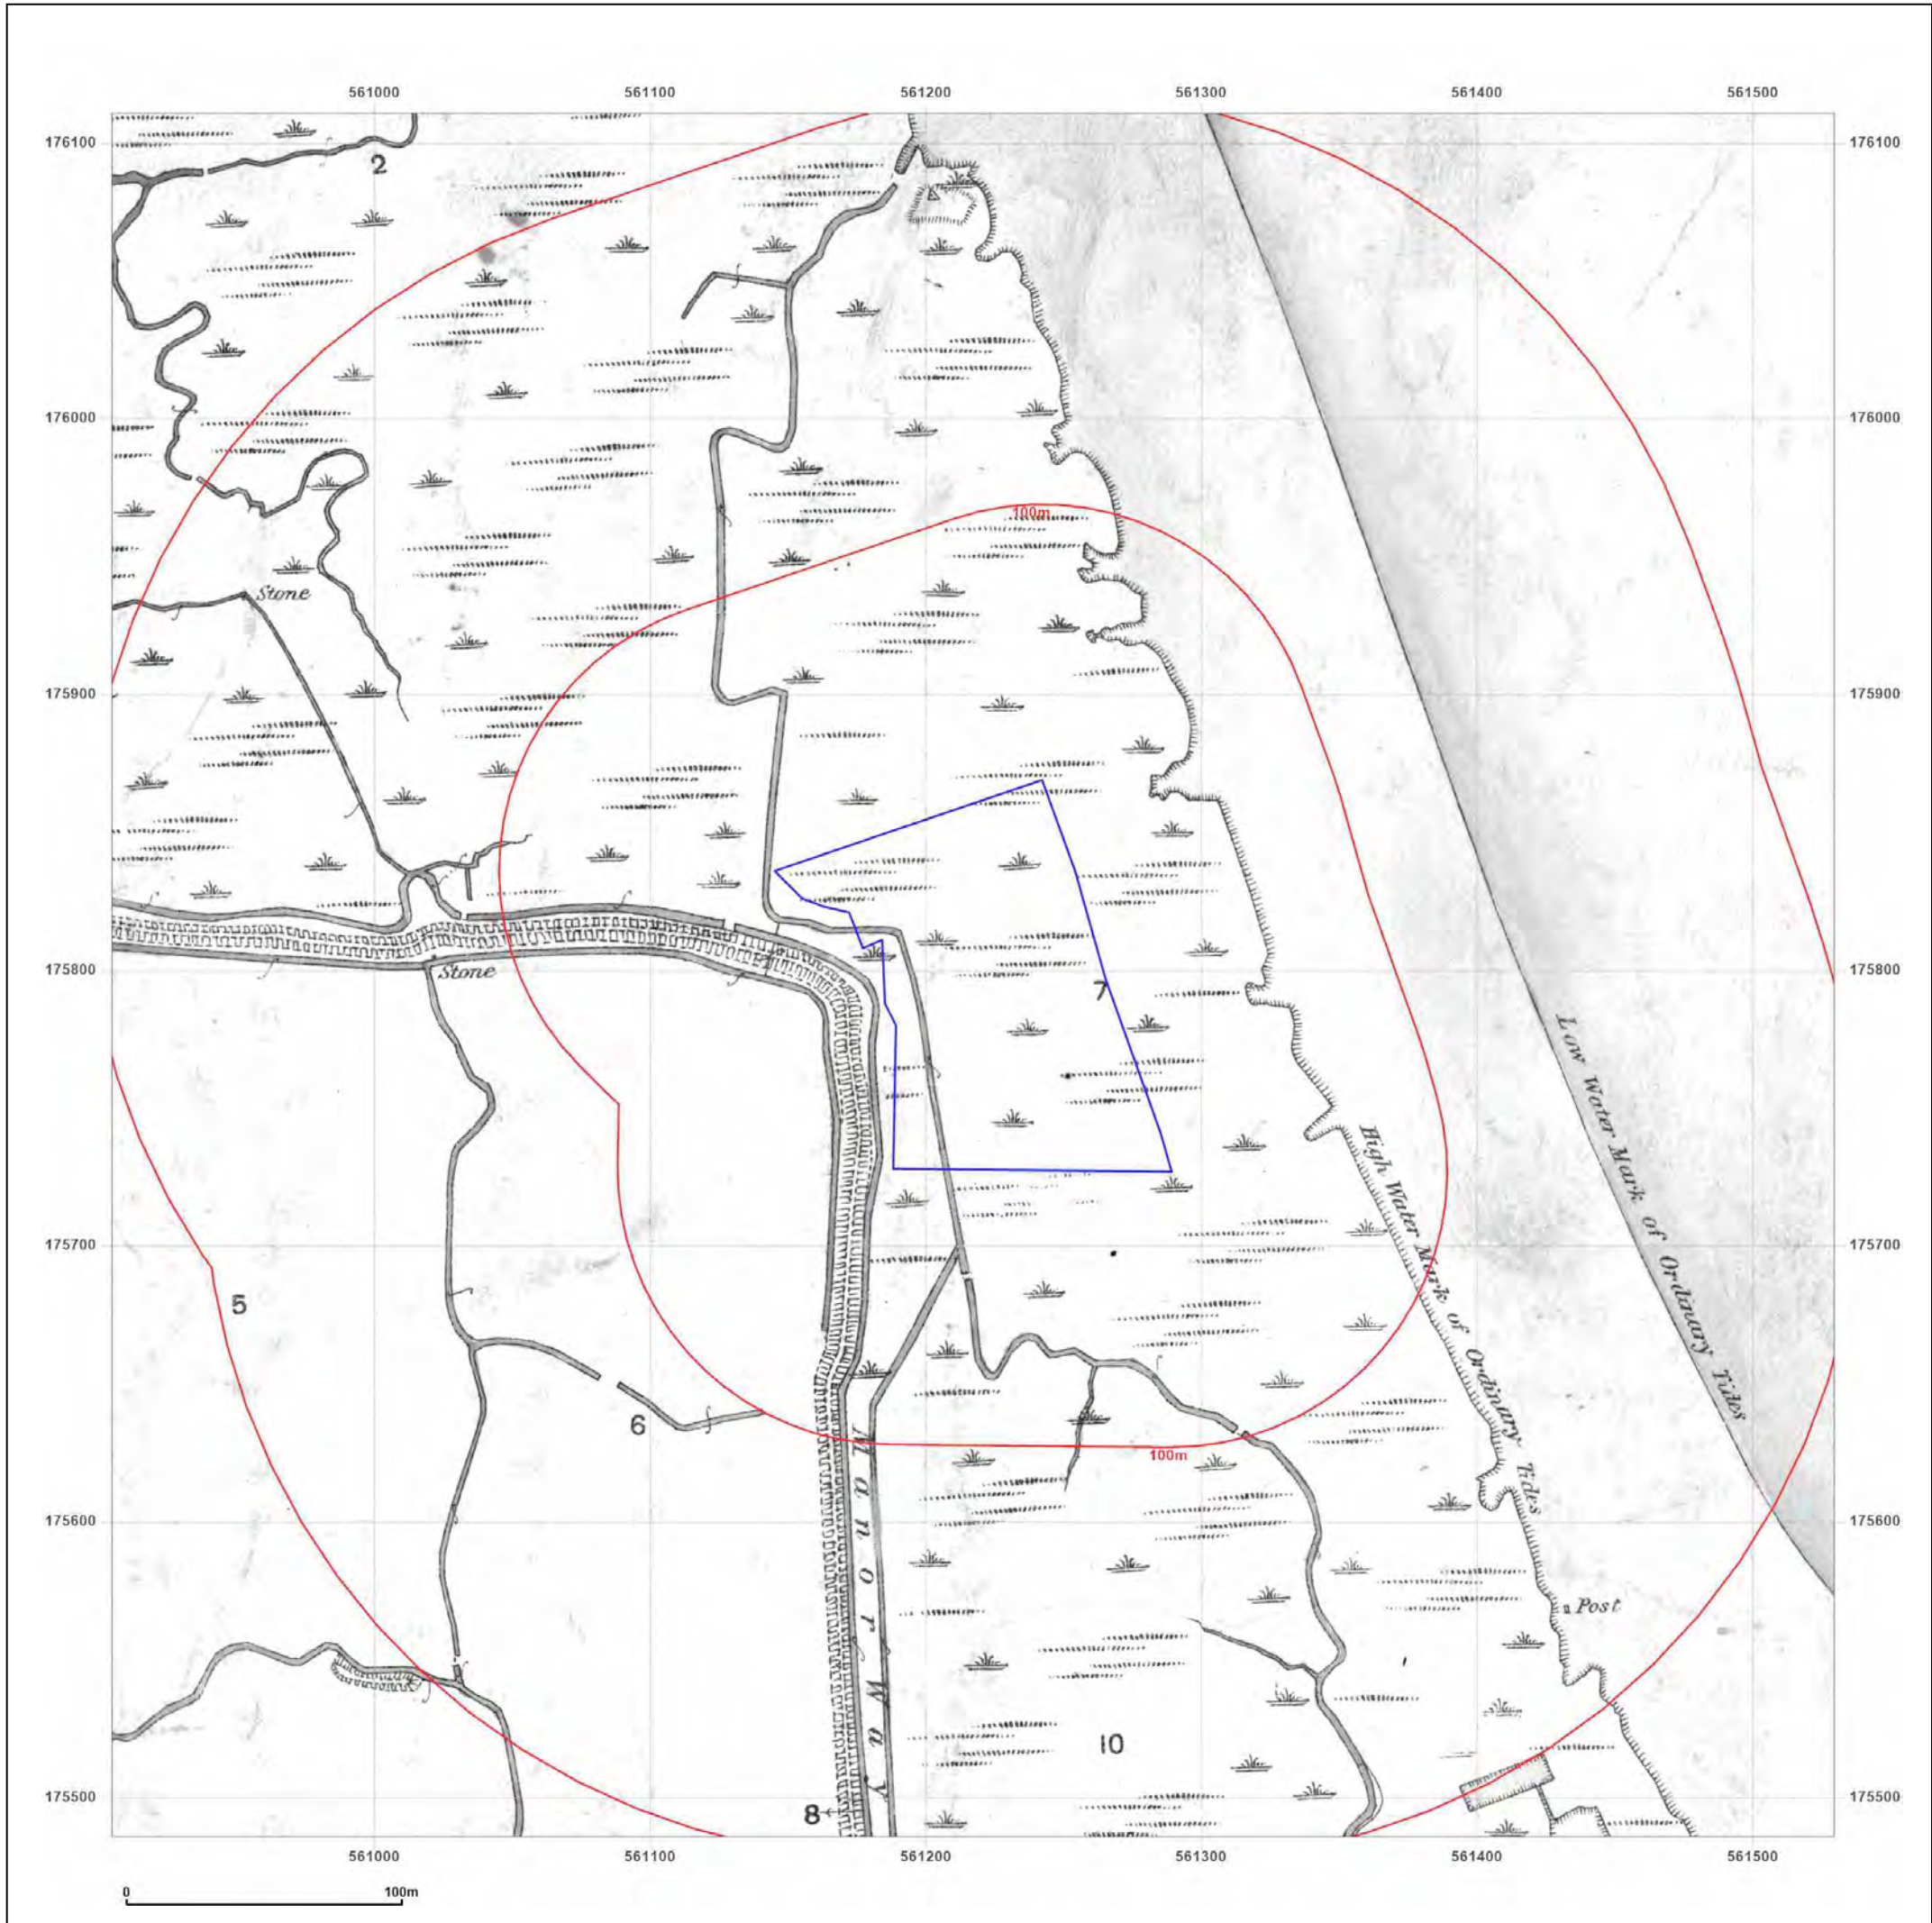 561000 561100 561200 561300 561400 561500
176100 176100
2
176000 176000
100m
Stone
175900 175900
175800 175800
Stone
7
Low Water Mark of Ordinary Tides
High Water Mark of Ordinary Tides
175700 175700
5
6
100m
Manor Way
175600 175600
Post
10
175500 175500
8
561000 561100 561200 561300 561400 561500
0 100m